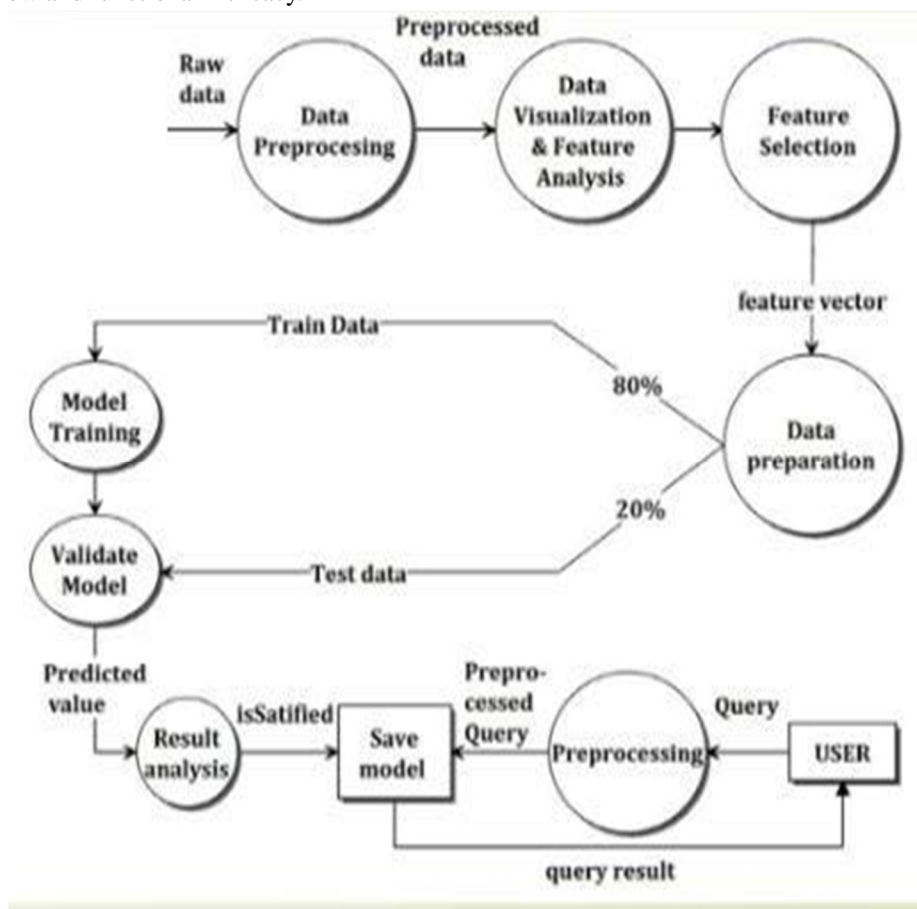 Raw
data
Preprocessed
data
Data
Preprocesing
Data
Visualization
& Feature
Analysis
Feature
Selection
feature vector
Train Data
80%
Model
Training
Data
preparation
20%
Validate
Model
Test data
Predicted
value
Result
analysis
isSatified
Save
model
Prepro-
cessed
Query
Preprocessing
Query
USER
query result